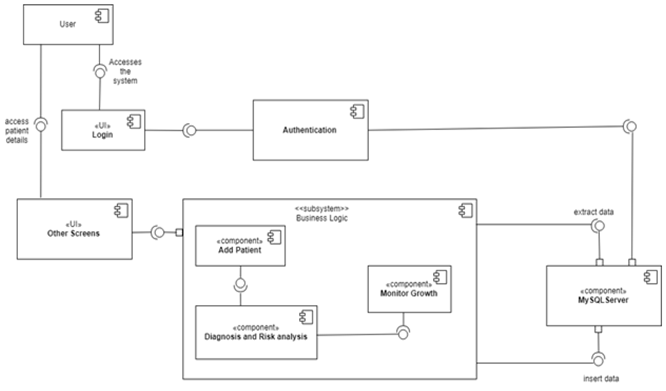 User
Accesses
the
system
access
patient
details
«UI»
Login
Authentication
«UI»
Other Screens
<<subsystem>>
Business Logic
«component»
Add Patient
«component»
Monitor Growth
«component»
Diagnosis and Risk analysis
extract data
«component»
MySQLServer
insert data